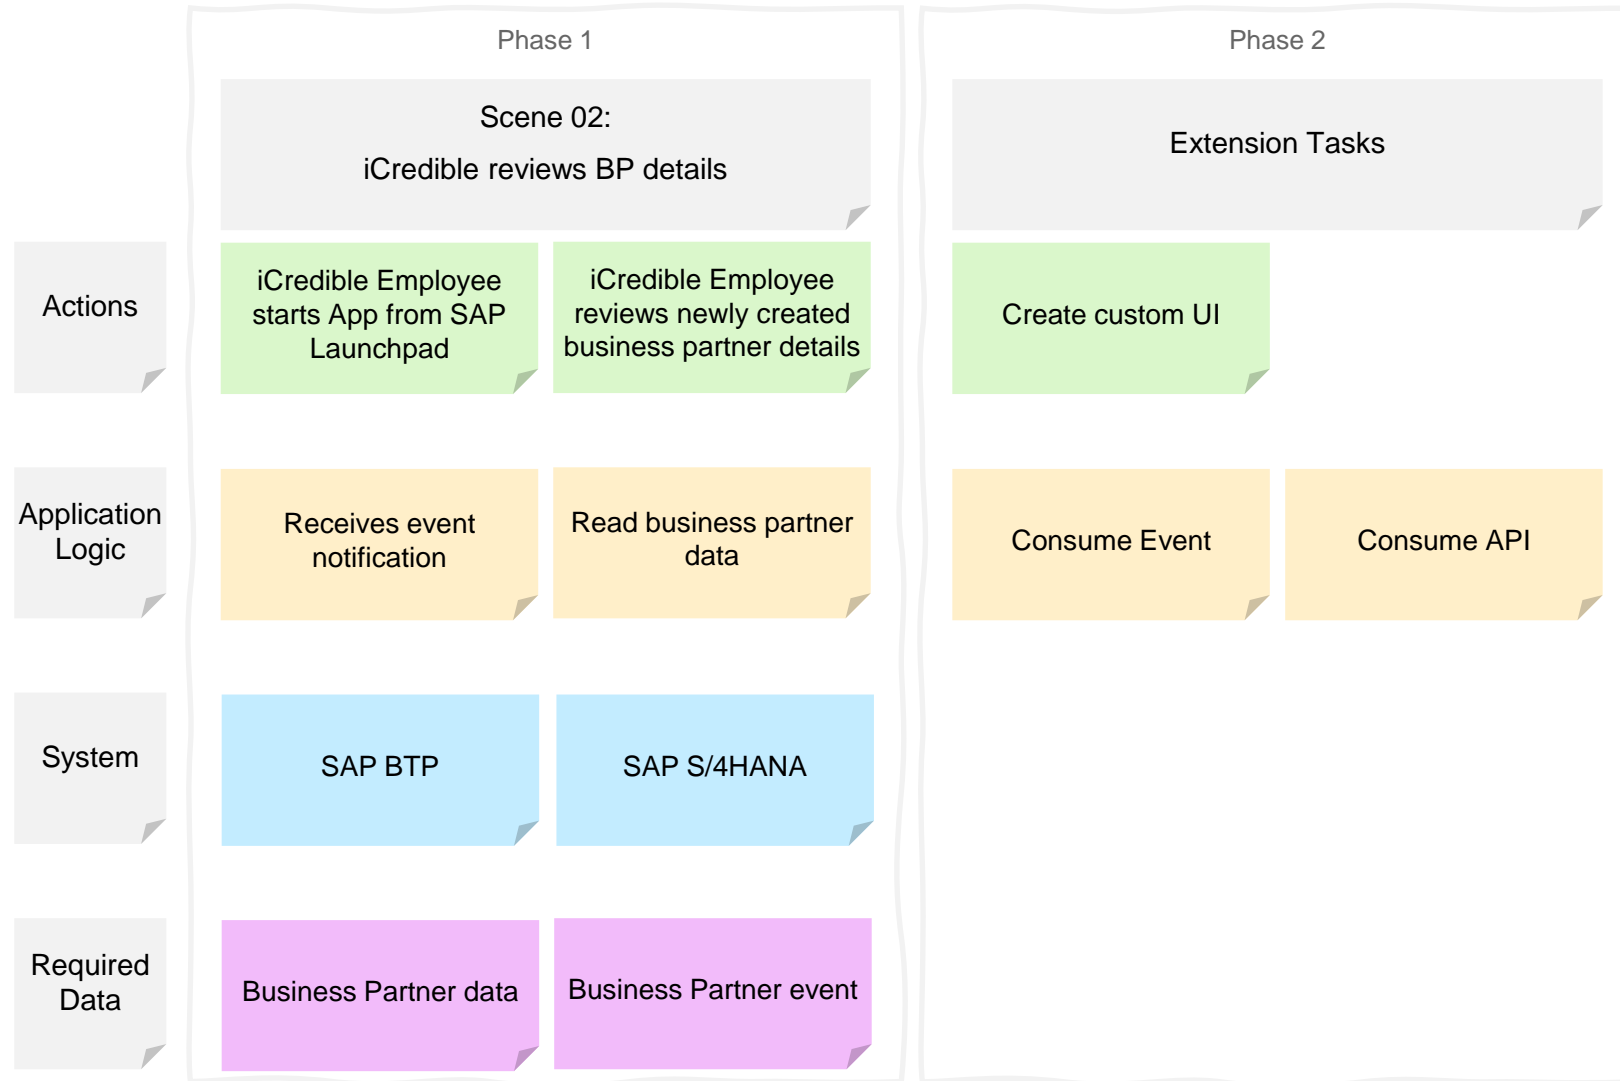 Phase 1
Phase 2
Scene 02:
iCredible reviews BP details
Extension Tasks
Actions
iCredible Employee
starts App from SAP
Launchpad
iCredible Employee
reviews newly created
business partner details
Create custom UI
Application
Logic
Receives event
notification
Read business partner
data
Consume Event
Consume API
System
SAP BTP
SAP S/4HANA
Required
Data
Business Partner data
Business Partner event